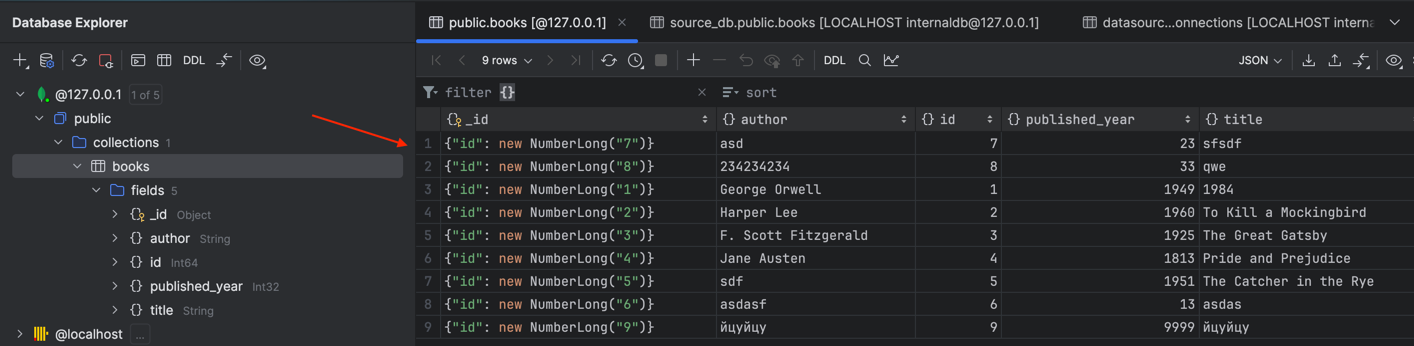 Database Explorer
public.books [@127.0.0.1]
source_db.public.books [LOCALHOST internaldb@127.0.0.1]
datasourc...onnections [LOCALHOST interna
DDL
9 rows
DDL
JSON
@127.0.0.1 1 of 5
public
collections 1
books
fields 5
_id Object
author String
id Int64
published_year Int32
title String
@localhost ...
filter {}
sort
_id author id published_year title
1 {"id": new NumberLong("7")} asd 7 23 sfsdf
2 {"id": new NumberLong("8")} 234234234 8 33 qwe
3 {"id": new NumberLong("1")} George Orwell 1 1949 1984
4 {"id": new NumberLong("2")} Harper Lee 2 1960 To Kill a Mockingbird
5 {"id": new NumberLong("3")} F. Scott Fitzgerald 3 1925 The Great Gatsby
6 {"id": new NumberLong("4")} Jane Austen 4 1813 Pride and Prejudice
7 {"id": new NumberLong("5")} sdf 5 1951 The Catcher in the Rye
8 {"id": new NumberLong("6")} asdasf 6 13 asdas
9 {"id": new NumberLong("9")} йцуйцу 9 9999 йцуйцу